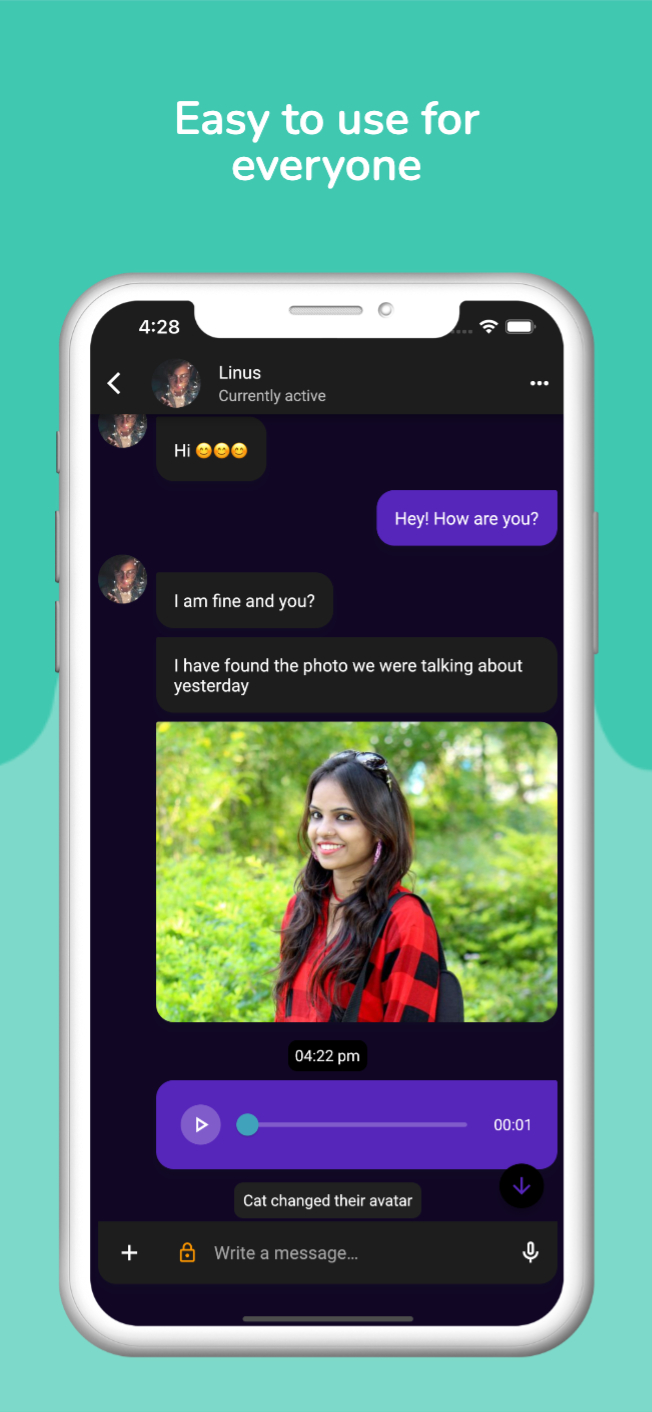 Easy to use for
everyone
4:28
Linus
Currently active
Hi 😊😊😊
Hey! How are you?
I am fine and you?
I have found the photo we were talking about
yesterday
04:22 pm
00:01
Cat changed their avatar
Write a message...